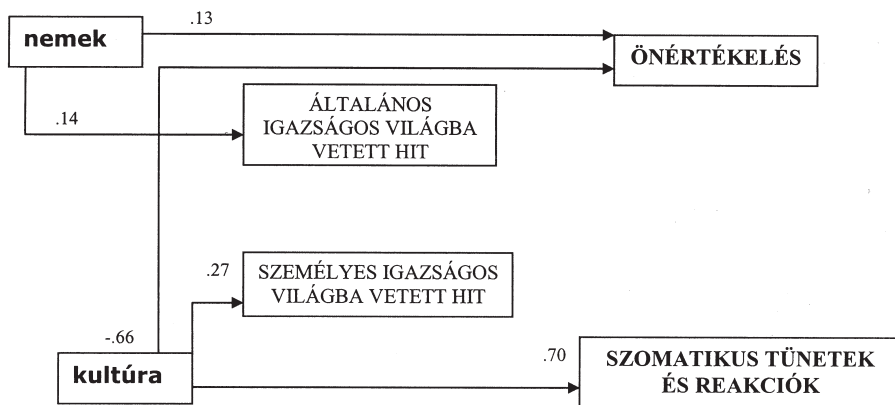 .13
nemek
ÖNÉRTÉKELÉS
.14
ÁLTALÁNOS
IGAZSÁGOS VILÁGBA
VETETT HIT
.27
SZEMÉLYES IGAZSÁGOS
VILÁGBA VETETT HIT
-.66
kultúra
.70
SZOMATIKUS TÜNETEK
ÉS REAKCIÓK